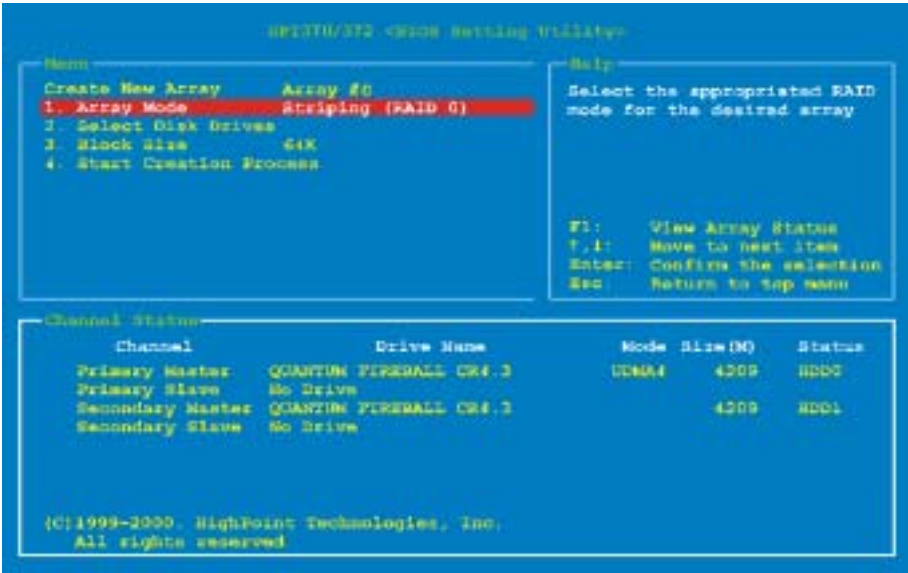 HPT370/372 <BIOS Setting Utility>
Menu
Create New Array Array #0
1. Array Mode Striping (RAID 0)
2. Select Disk Drives
3. Block Size 64K
4. Start Creation Process
Help
Select the appropriated RAID
mode for the desired array
F1: View Array Status
↑,↓: Move to next item
Enter: Confirm the selection
Esc: Return to top menu
Channel Status
Channel Drive Name Mode Size(M) Status
Primary Master QUANTUM FIREBALL CR4.3 UDMA4 4209 HDD0
Primary Slave No Drive
Secondary Master QUANTUM FIREBALL CR4.3 4209 HDD1
Secondary Slave No Drive
(C)1999-2000. HighPoint Technologies, Inc.
All rights reserved